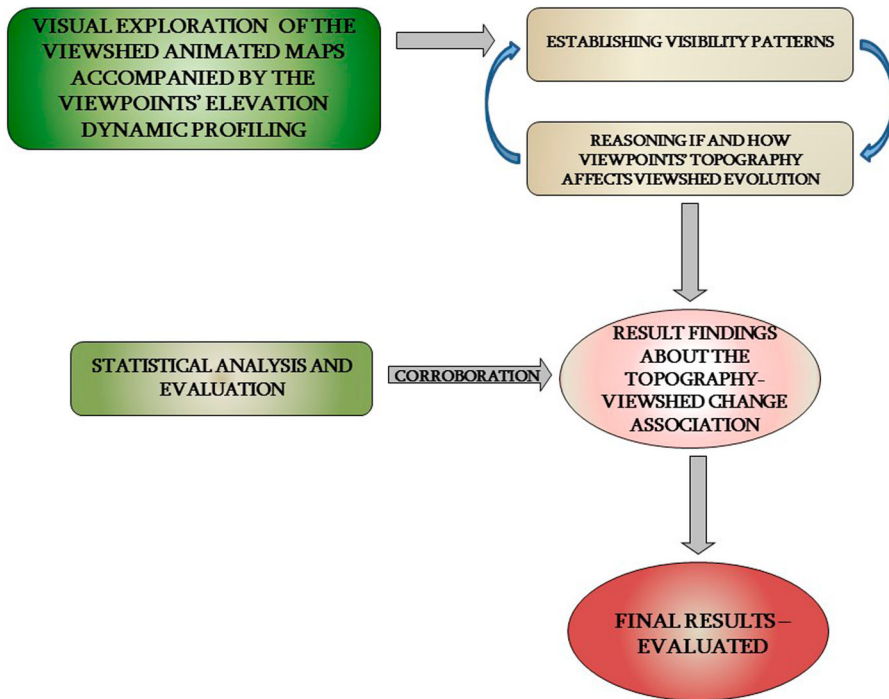 VISUAL EXPLORATION OF THE
VIEWSHED ANIMATED MAPS
ACCOMPANIED BY THE
VIEWPOINTS' ELEVATION
DYNAMIC PROFILING
ESTABLISHING VISIBILITY PATTERNS
REASONING IF AND HOW
VIEWPOINTS' TOPOGRAPHY
AFFECTS VIEWSHED EVOLUTION
STATISTICAL ANALYSIS AND
EVALUATION
CORROBORATION
RESULT FINDINGS
ABOUT THE
TOPOGRAPHY-
VIEWSHED CHANGE
ASSOCIATION
FINAL RESULTS –
EVALUATED